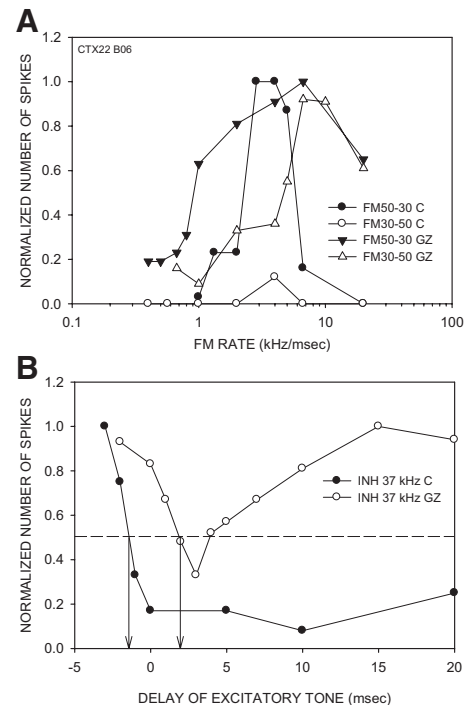 A
CTX22 B06
NORMALIZED NUMBER OF SPIKES
1.2
1.0
0.8
0.6
0.4
0.2
0.0
FM50-30 C
FM30-50 C
FM50-30 GZ
FM30-50 GZ
0.1 1 10 100
FM RATE (kHz/msec)
B
NORMALIZED NUMBER OF SPIKES
1.2
1.0
0.8
0.6
0.4
0.2
0.0
INH 37 kHz C
INH 37 kHz GZ
-5 0 5 10 15 20
DELAY OF EXCITATORY TONE (msec)